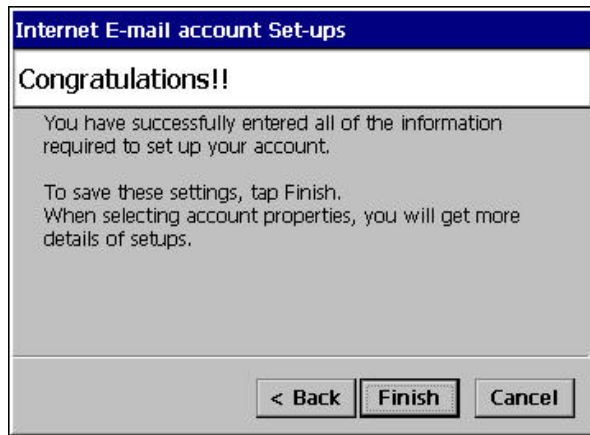 Internet E-mail account Set-ups
Congratulations!!
You have successfully entered all of the information
required to set up your account.
To save these settings, tap Finish.
When selecting account properties, you will get more
details of setups.
< Back Finish Cancel